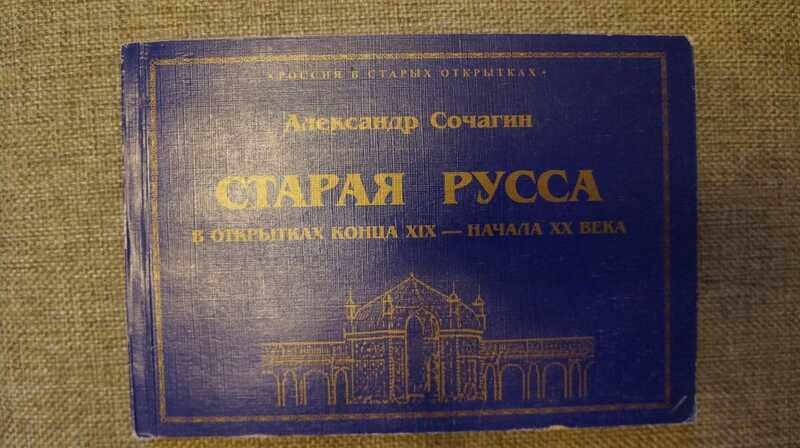 • РОССИЯ В СТАРЫХ ОТКРЫТКАХ •
Александр Сочагин
СТАРАЯ РУССА
В ОТКРЫТКАХ КОНЦА XIX — НАЧАЛА XX ВЕКА